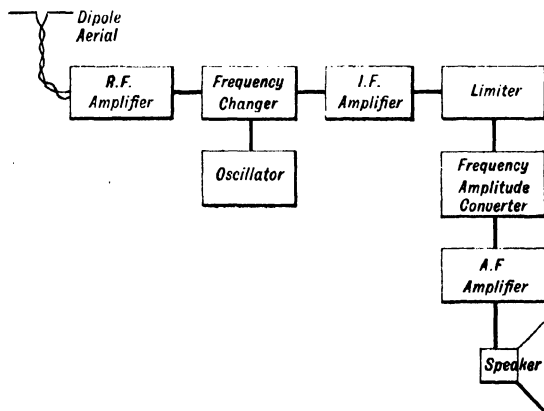 Dipole
Aerial
R.F.
Amplifier
Frequency
Changer
I.F.
Amplifier
Limiter
Oscillator
Frequency
Amplitude
Converter
A.F
Amplifier
Speaker